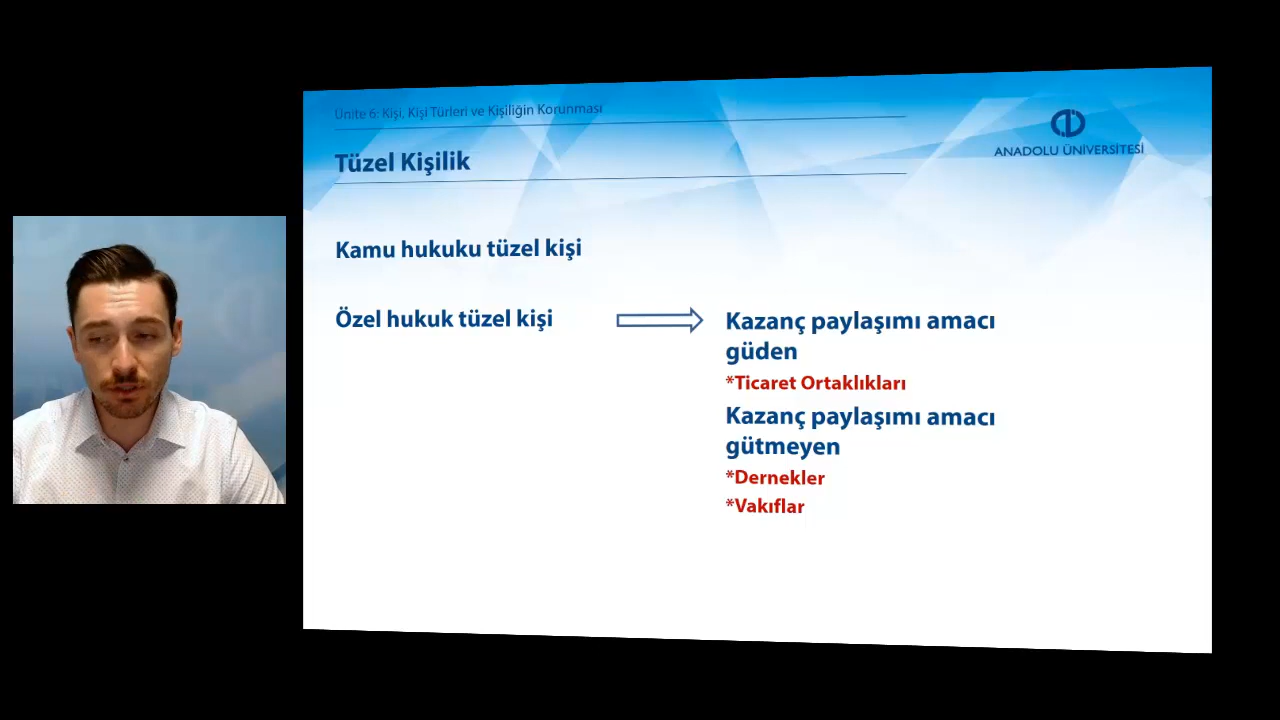 Ünite 6: Kişi, Kişi Türleri ve Kişiliğin Korunması
ANADOLU ÜNİVERSİTESİ
Tüzel Kişilik
Kamu hukuku tüzel kişi
Özel hukuk tüzel kişi
Kazanç paylaşımı amacı
güden
*Ticaret Ortaklıkları
Kazanç paylaşımı amacı
gütmeyen
*Dernekler
*Vakıflar